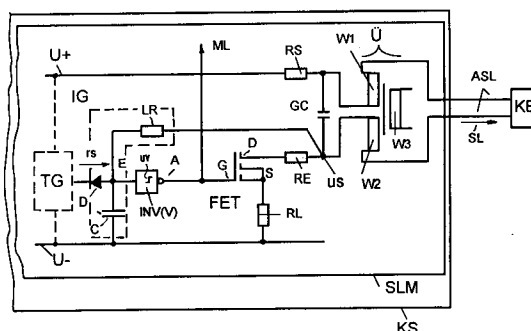 ML
U+
RS
W1
Ü
IG
LR
GC
ASL
KE
TG
rs
E
uv
A
D
SL
W3
D
G
S
RE
us
W2
C
INV(V)
FET
RL
U-
SLM
KS